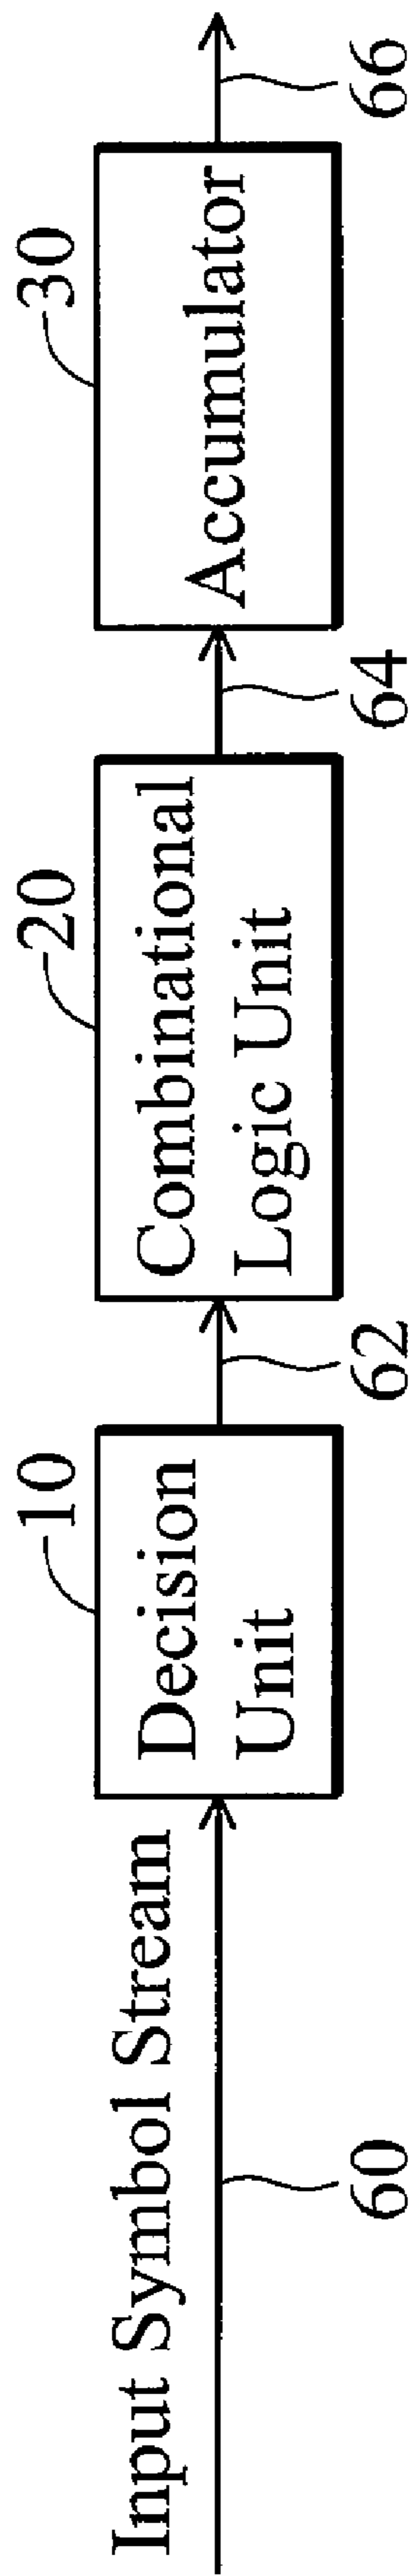 Input Symbol Stream
60
10
Decision
Unit
62
20
Combinational
Logic Unit
64
30
Accumulator
66